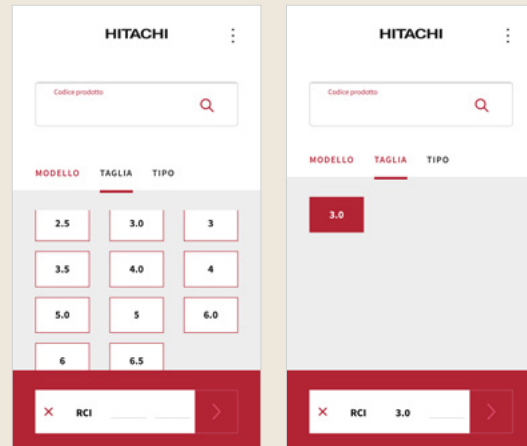 HITACHI
Codice prodotto
MODELLO TAGLIA TIPO
2.5 3.0 3
3.5 4.0 4
5.0 5 6.0
6 6.5
RCI
HITACHI
Codice prodotto
MODELLO TAGLIA TIPO
3.0
RCI 3.0